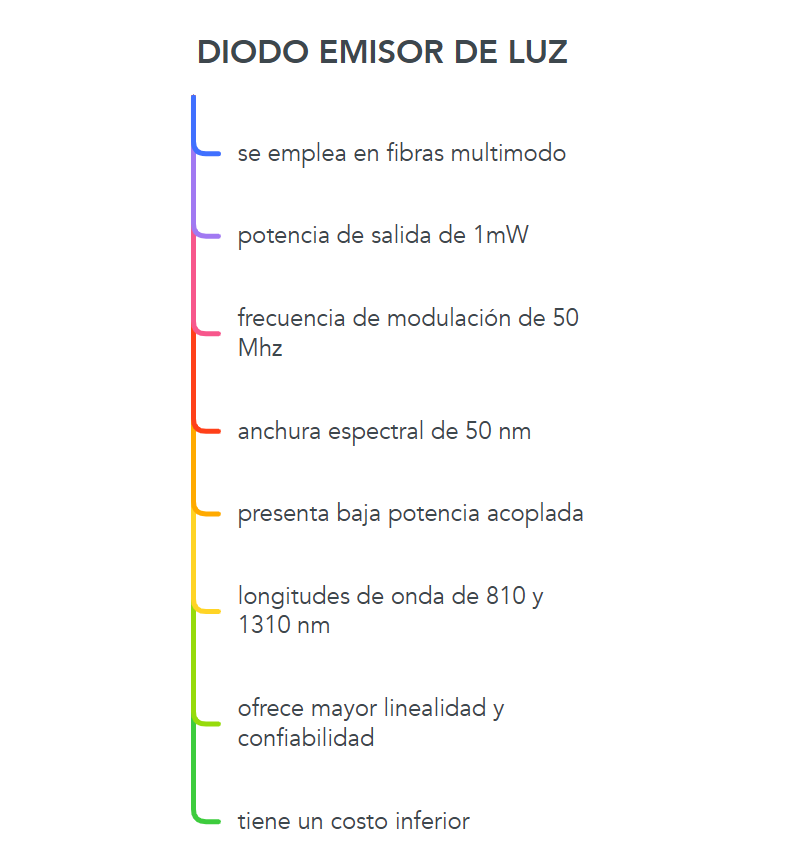 DIODO EMISOR DE LUZ
se emplea en fibras multimodo
potencia de salida de 1mW
frecuencia de modulación de 50
Mhz
anchura espectral de 50 nm
presenta baja potencia acoplada
longitudes de onda de 810 y
1310 nm
ofrece mayor linealidad y
confiabilidad
tiene un costo inferior